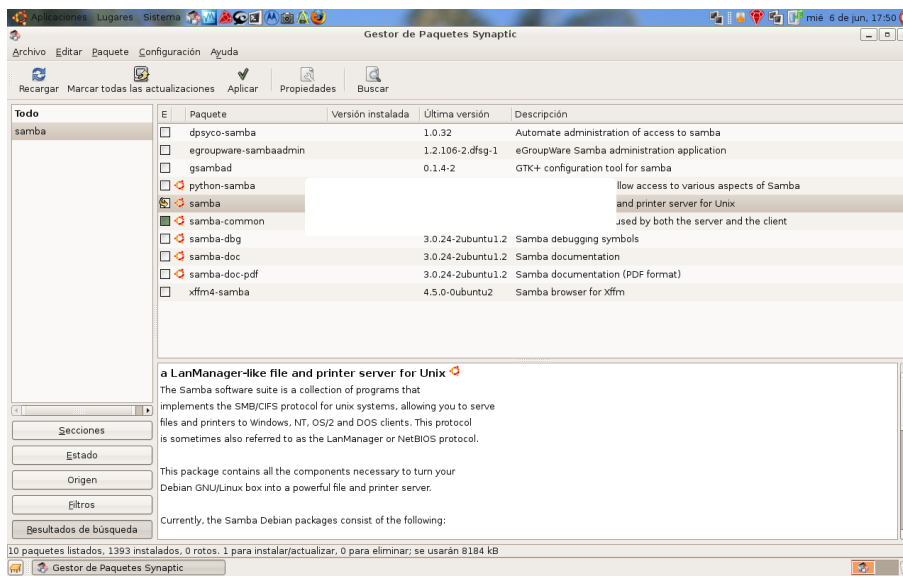 Aplicaciones Lugares Sistema mié 6 de jun, 17:50
Gestor de Paquetes Synaptic
Archivo Editar Paquete Configuración Ayuda
Recargar Marcar todas las actualizaciones Aplicar Propiedades Buscar
Todo
samba
E Paquete Versión instalada Última versión Descripción
dpsyco-samba 1.0.32 Automate administration of access to samba
egroupware-sambaadmin 1.2.106-2.dfsg-1 eGroupWare Samba administration application
gsambad 0.1.4-2 GTK+ configuration tool for samba
python-samba llow access to various aspects of Samba
samba and printer server for Unix
samba-common used by both the server and the client
samba-dbg 3.0.24-2ubuntu1.2 Samba debugging symbols
samba-doc 3.0.24-2ubuntu1.2 Samba documentation
samba-doc-pdf 3.0.24-2ubuntu1.2 Samba documentation (PDF format)
xffm4-samba 4.5.0-0ubuntu2 Samba browser for Xffm
a LanManager-like file and printer server for Unix
The Samba software suite is a collection of programs that
implements the SMB/CIFS protocol for unix systems, allowing you to serve
files and printers to Windows, NT, OS/2 and DOS clients. This protocol
is sometimes also referred to as the LanManager or NetBIOS protocol.
This package contains all the components necessary to turn your
Debian GNU/Linux box into a powerful file and printer server.
Currently, the Samba Debian packages consist of the following:
Secciones
Estado
Origen
Filtros
Resultados de búsqueda
10 paquetes listados, 1393 instalados, 0 rotos. 1 para instalar/actualizar, 0 para eliminar; se usarán 8184 kB
Gestor de Paquetes Synaptic